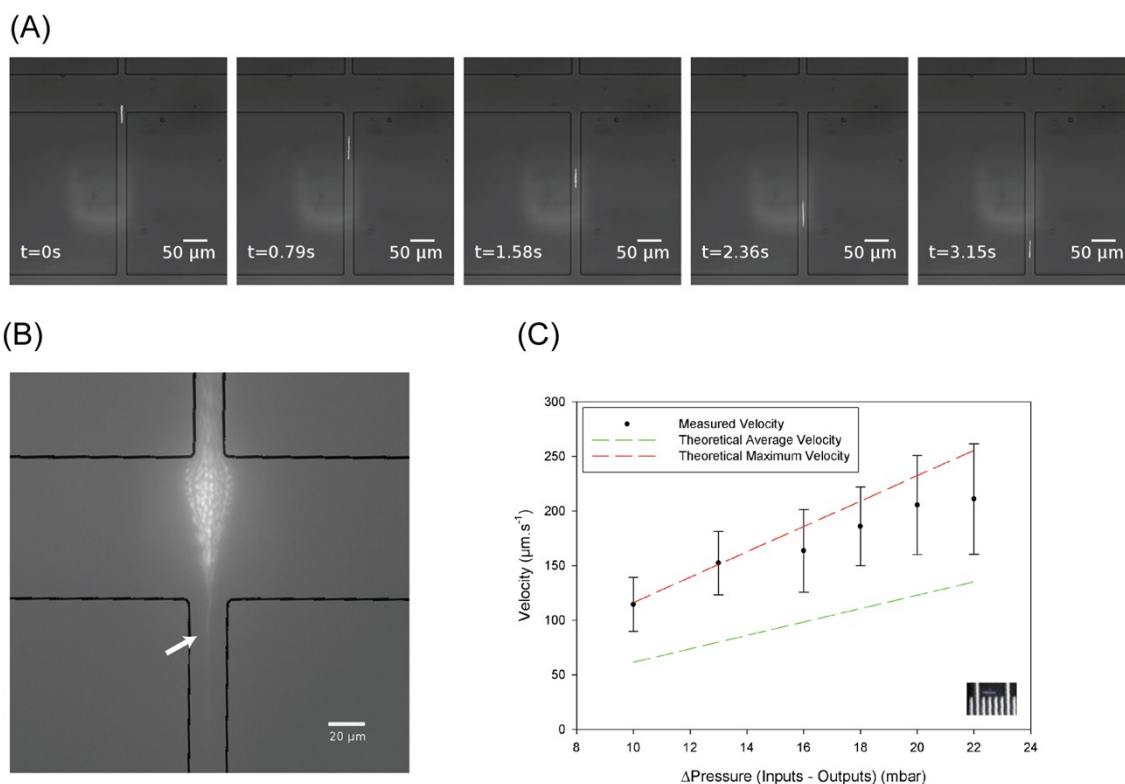 (A)
t=0s 50 µm
t=0.79s 50 µm
t=1.58s 50 µm
t=2.36s 50 µm
t=3.15s 50 µm
(B)
20 µm
(C)
300
250
200
150
100
50
0
Velocity (µm.s⁻¹)
Measured Velocity
Theoretical Average Velocity
Theoretical Maximum Velocity
8 10 12 14 16 18 20 22 24
ΔPressure (Inputs - Outputs) (mbar)